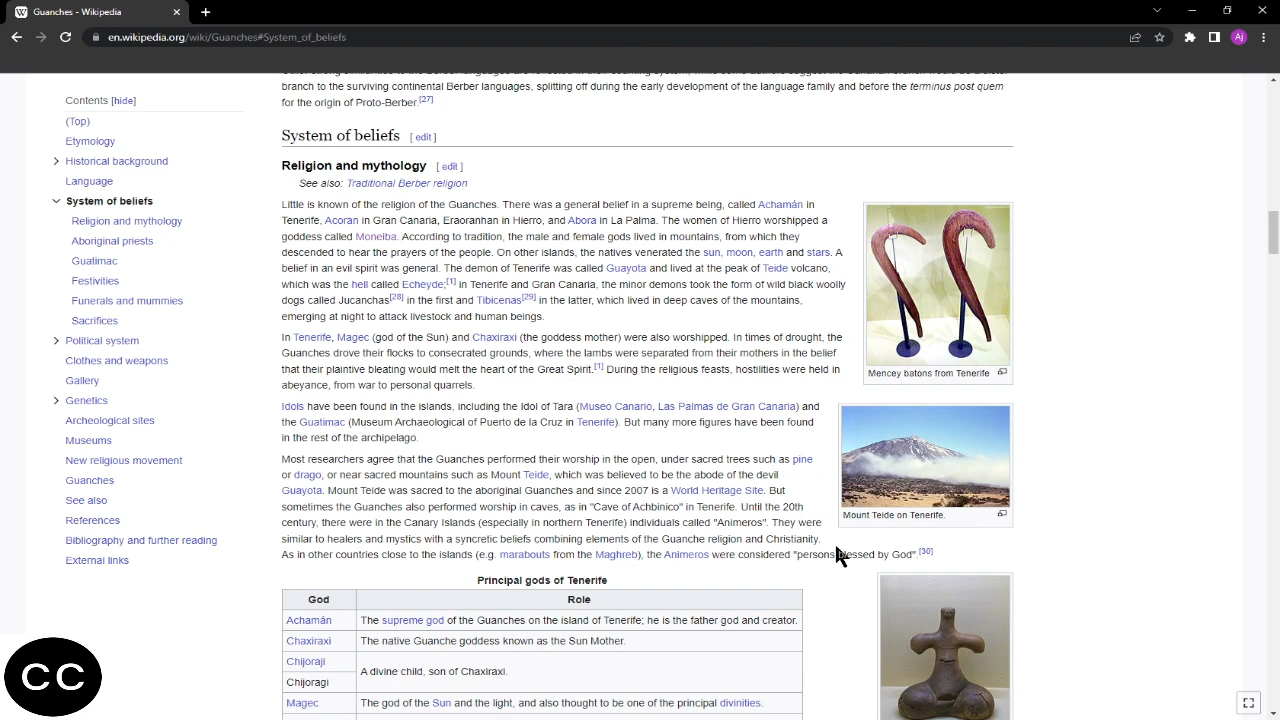 Guanches - Wikipedia
en.wikipedia.org/wiki/Guanches#System_of_beliefs
Aj
Contents [hide]
(Top)
Etymology
Historical background
Language
System of beliefs
Religion and mythology
Aboriginal priests
Guatimac
Festivities
Funerals and mummies
Sacrifices
Political system
Clothes and weapons
Gallery
Genetics
Archeological sites
Museums
New religious movement
Guanches
See also
References
Bibliography and further reading
External links
branch to the surviving continental Berber languages, splitting off during the early development of the language family and before the terminus post quem
for the origin of Proto-Berber.[27]
System of beliefs [ edit ]
Religion and mythology [ edit ]
See also: Traditional Berber religion
Little is known of the religion of the Guanches. There was a general belief in a supreme being, called Achamán in
Tenerife, Acoran in Gran Canaria, Eraoranhan in Hierro, and Abora in La Palma. The women of Hierro worshipped a
goddess called Moneiba. According to tradition, the male and female gods lived in mountains, from which they
descended to hear the prayers of the people. On other islands, the natives venerated the sun, moon, earth and stars. A
belief in an evil spirit was general. The demon of Tenerife was called Guayota and lived at the peak of Teide volcano,
which was the hell called Echeyde;[1] in Tenerife and Gran Canaria, the minor demons took the form of wild black woolly
dogs called Jucanchas[28] in the first and Tibicenas[29] in the latter, which lived in deep caves of the mountains,
emerging at night to attack livestock and human beings.
In Tenerife, Magec (god of the Sun) and Chaxiraxi (the goddess mother) were also worshipped. In times of drought, the
Guanches drove their flocks to consecrated grounds, where the lambs were separated from their mothers in the belief
that their plaintive bleating would melt the heart of the Great Spirit.[1] During the religious feasts, hostilities were held in
abeyance, from war to personal quarrels.
Mencey batons from Tenerife
Idols have been found in the islands, including the Idol of Tara (Museo Canario, Las Palmas de Gran Canaria) and
the Guatimac (Museum Archaeological of Puerto de la Cruz in Tenerife). But many more figures have been found
in the rest of the archipelago.
Most researchers agree that the Guanches performed their worship in the open, under sacred trees such as pine
or drago, or near sacred mountains such as Mount Teide, which was believed to be the abode of the devil
Guayota. Mount Teide was sacred to the aboriginal Guanches and since 2007 is a World Heritage Site. But
sometimes the Guanches also performed worship in caves, as in "Cave of Achbinico" in Tenerife. Until the 20th
century, there were in the Canary Islands (especially in northern Tenerife) individuals called "Animeros". They were
similar to healers and mystics with a syncretic beliefs combining elements of the Guanche religion and Christianity.
As in other countries close to the islands (e.g. marabouts from the Maghreb), the Animeros were considered "persons blessed by God".[30]
Mount Teide on Tenerife.
Principal gods of Tenerife
God Role
Achamán The supreme god of the Guanches on the island of Tenerife; he is the father god and creator.
Chaxiraxi The native Guanche goddess known as the Sun Mother.
Chijoraji
A divine child, son of Chaxiraxi.
Chijoragi
Magec The god of the Sun and the light, and also thought to be one of the principal divinities.
CC